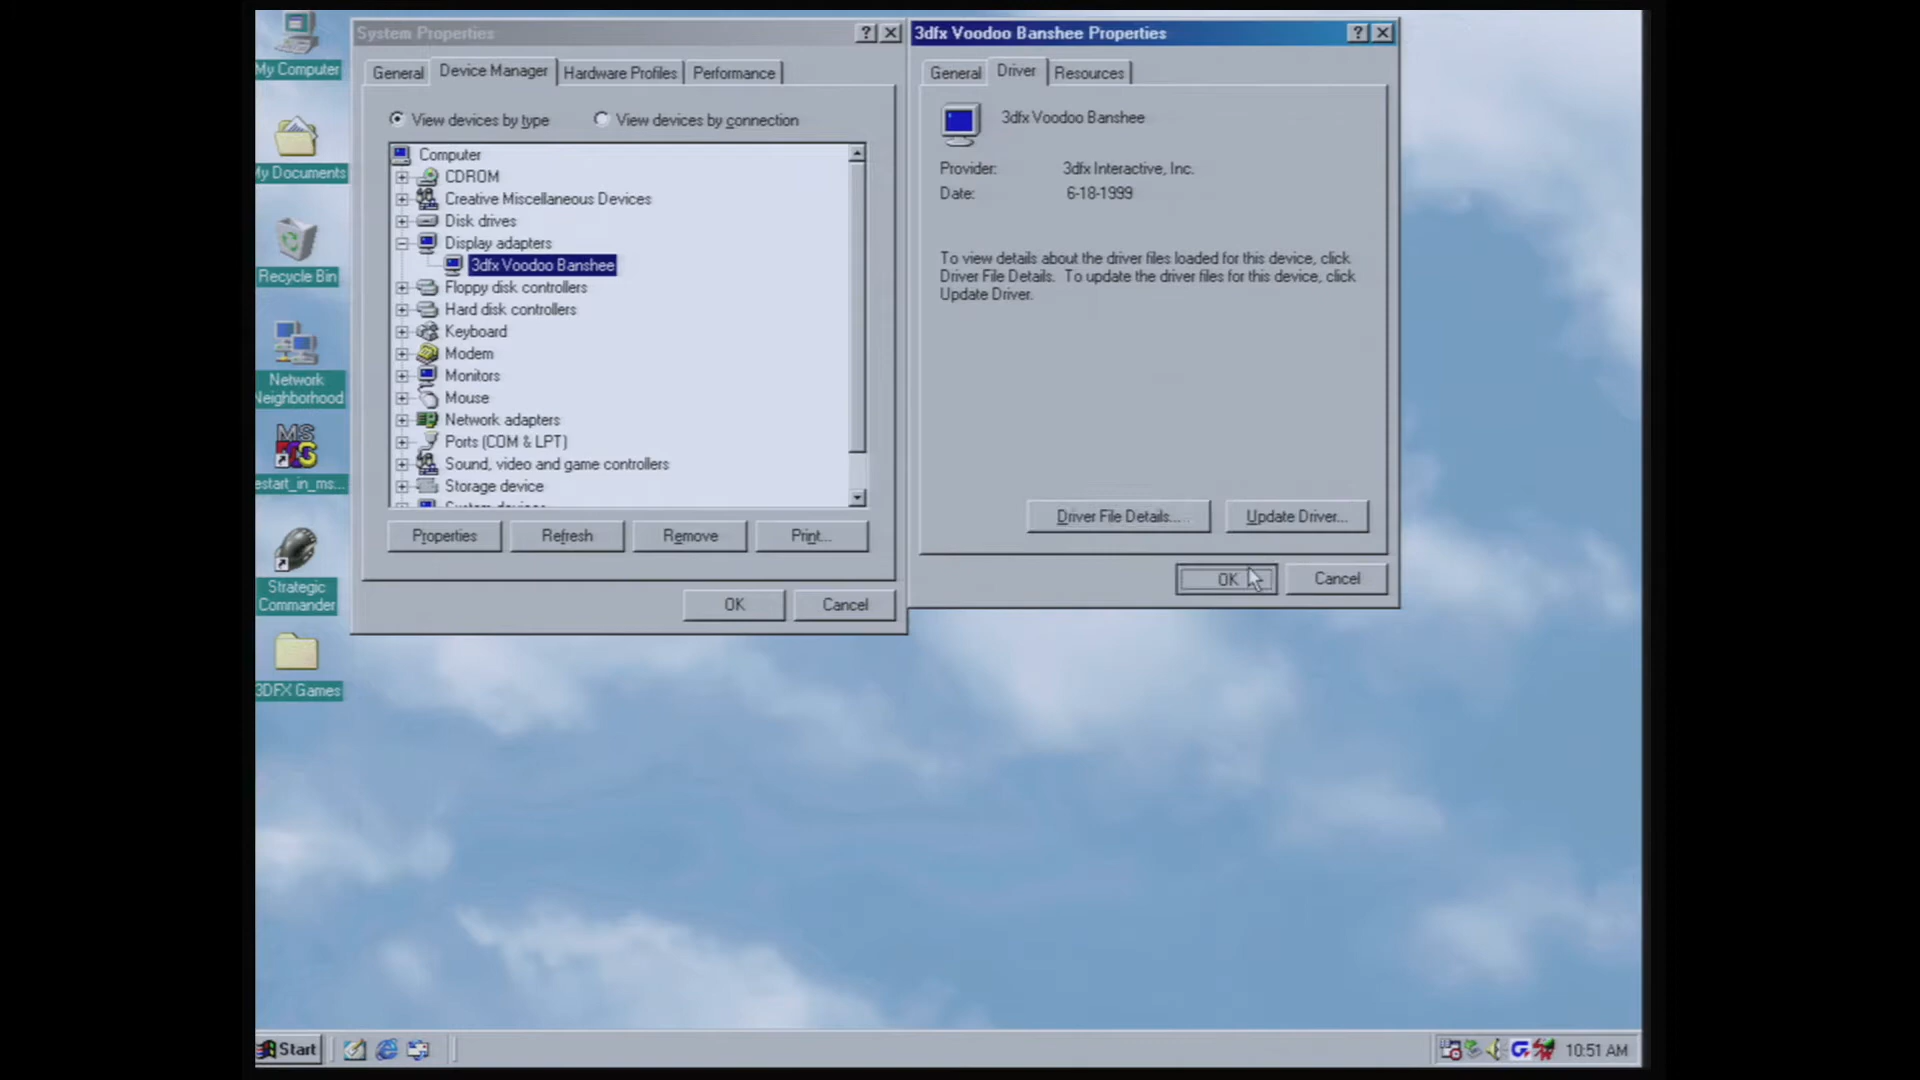 My Computer
My Documents
Recycle Bin
Network
Neighborhood
MS
estart_in_ms...
Strategic
Commander
3DFX Games
System Properties
General
Device Manager
Hardware Profiles
Performance
View devices by type
View devices by connection
Computer
CDROM
Creative Miscellaneous Devices
Disk drives
Display adapters
3dfx Voodoo Banshee
Floppy disk controllers
Hard disk controllers
Keyboard
Modem
Monitors
Mouse
Network adapters
Ports (COM & LPT)
Sound, video and game controllers
Storage device
Properties
Refresh
Remove
Print...
OK
Cancel
3dfx Voodoo Banshee Properties
General
Driver
Resources
3dfx Voodoo Banshee
Provider: 3dfx Interactive, Inc.
Date: 6-18-1999
To view details about the driver files loaded for this device, click
Driver File Details. To update the driver files for this device, click
Update Driver.
Driver File Details...
Update Driver...
OK
Cancel
Start
10:51 AM